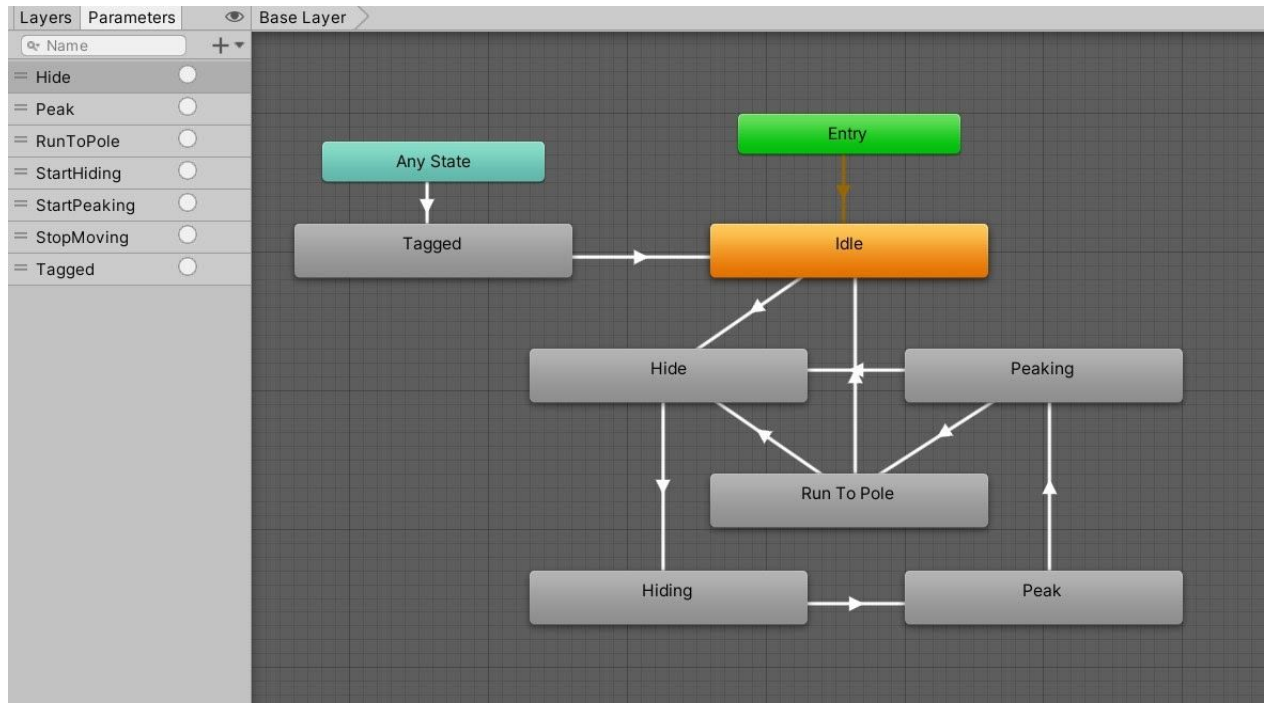 Layers Parameters
Base Layer
Name
Hide
Peak
RunToPole
StartHiding
StartPeaking
StopMoving
Tagged
Entry
Any State
Tagged
Idle
Hide
Peaking
Run To Pole
Hiding
Peak